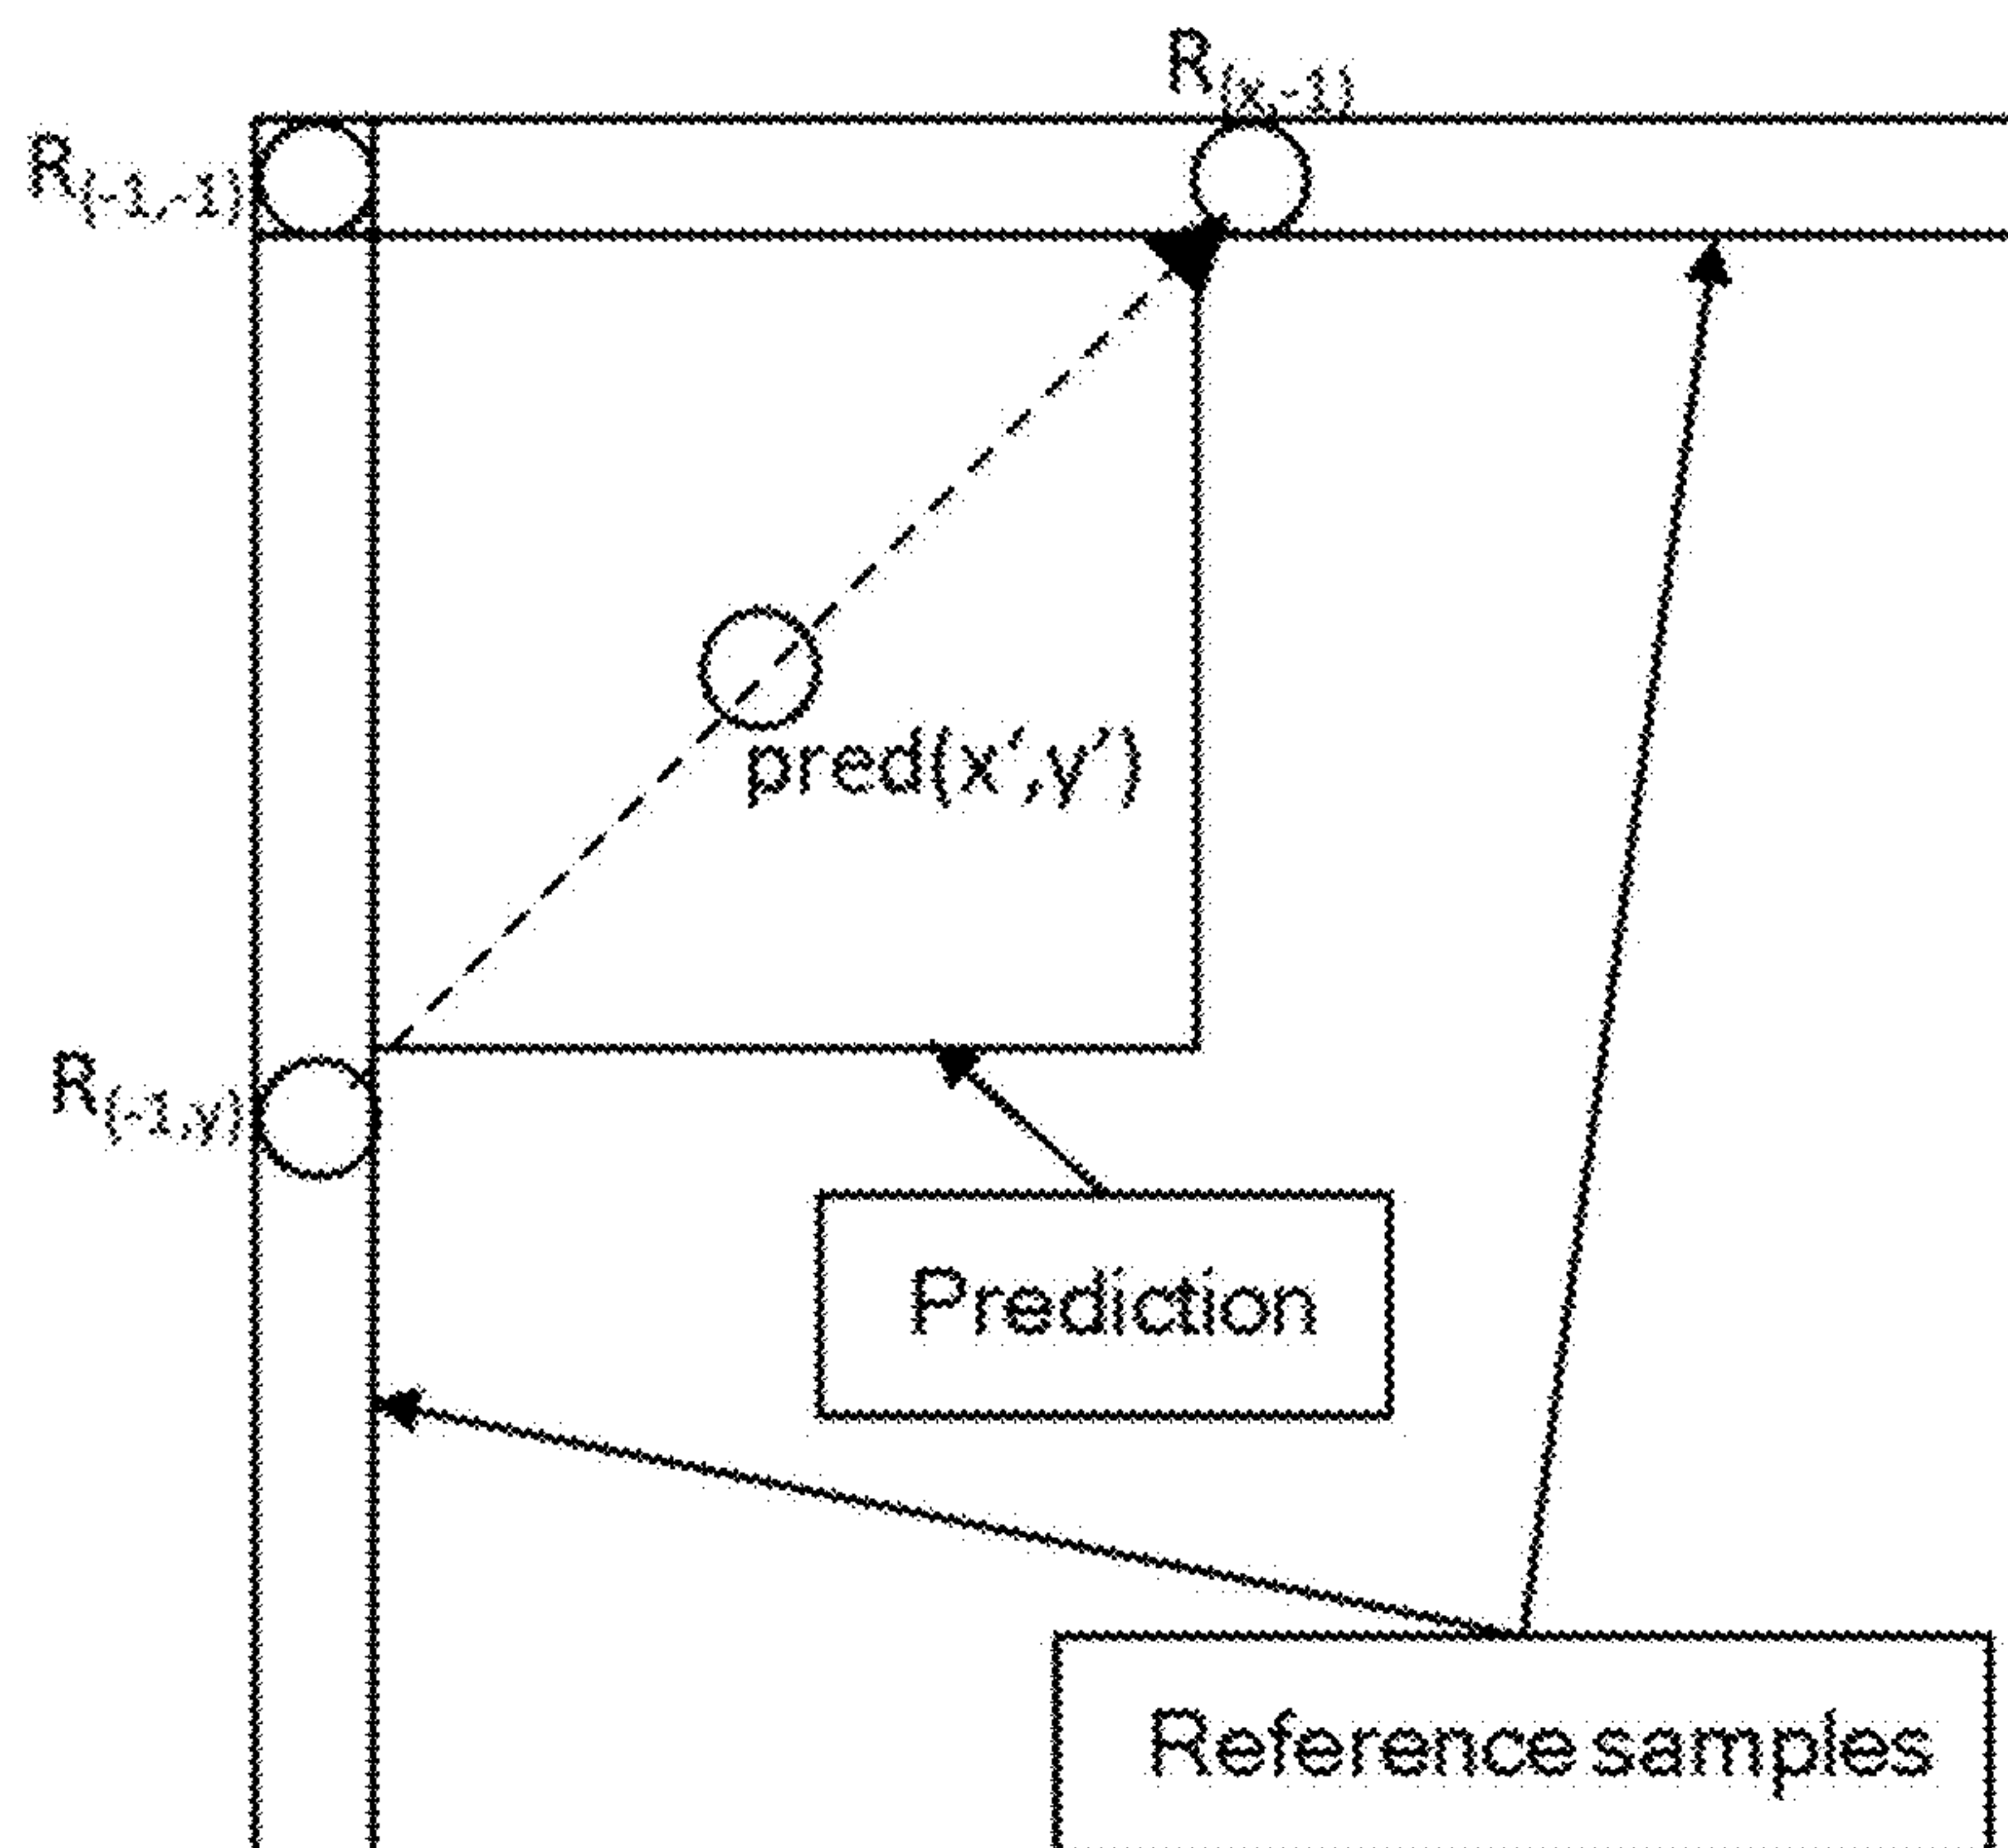 R(x,-1)
R(-1,-1)
pred(x′,y′)
R(-1,y)
Prediction
Reference samples